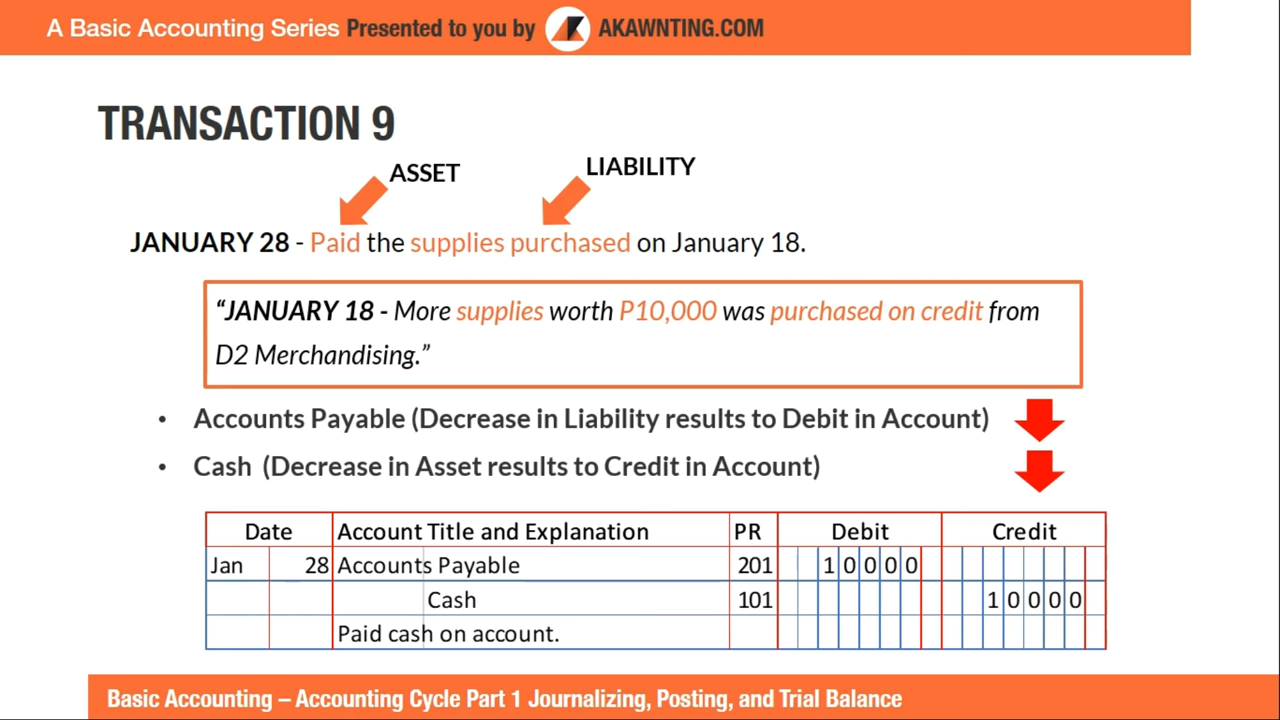 A Basic Accounting Series Presented to you by AKAWNTING.COM
TRANSACTION 9
ASSET
LIABILITY
JANUARY 28 - Paid the supplies purchased on January 18.
“JANUARY 18 - More supplies worth P10,000 was purchased on credit from
D2 Merchandising.”
• Accounts Payable (Decrease in Liability results to Debit in Account)
• Cash (Decrease in Asset results to Credit in Account)
Date Account Title and Explanation PR Debit Credit
Jan 28 Accounts Payable 201 10000
Cash 101 10000
Paid cash on account.
Basic Accounting – Accounting Cycle Part 1 Journalizing, Posting, and Trial Balance